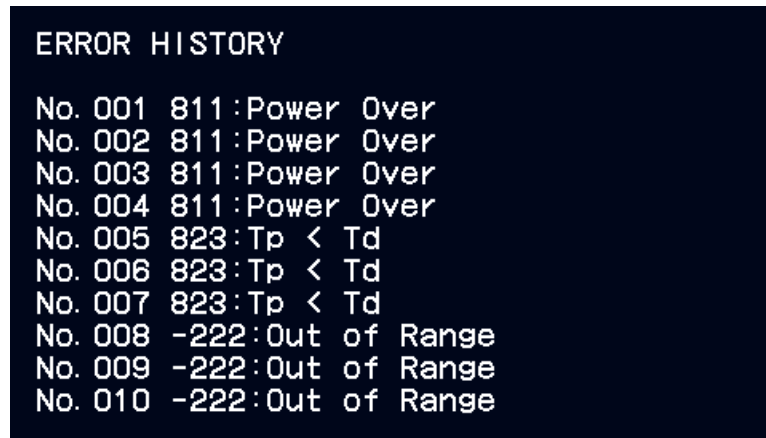 ERROR HISTORY
No. 001 811:Power Over
No. 002 811:Power Over
No. 003 811:Power Over
No. 004 811:Power Over
No. 005 823:Tp < Td
No. 006 823:Tp < Td
No. 007 823:Tp < Td
No. 008 -222:Out of Range
No. 009 -222:Out of Range
No. 010 -222:Out of Range